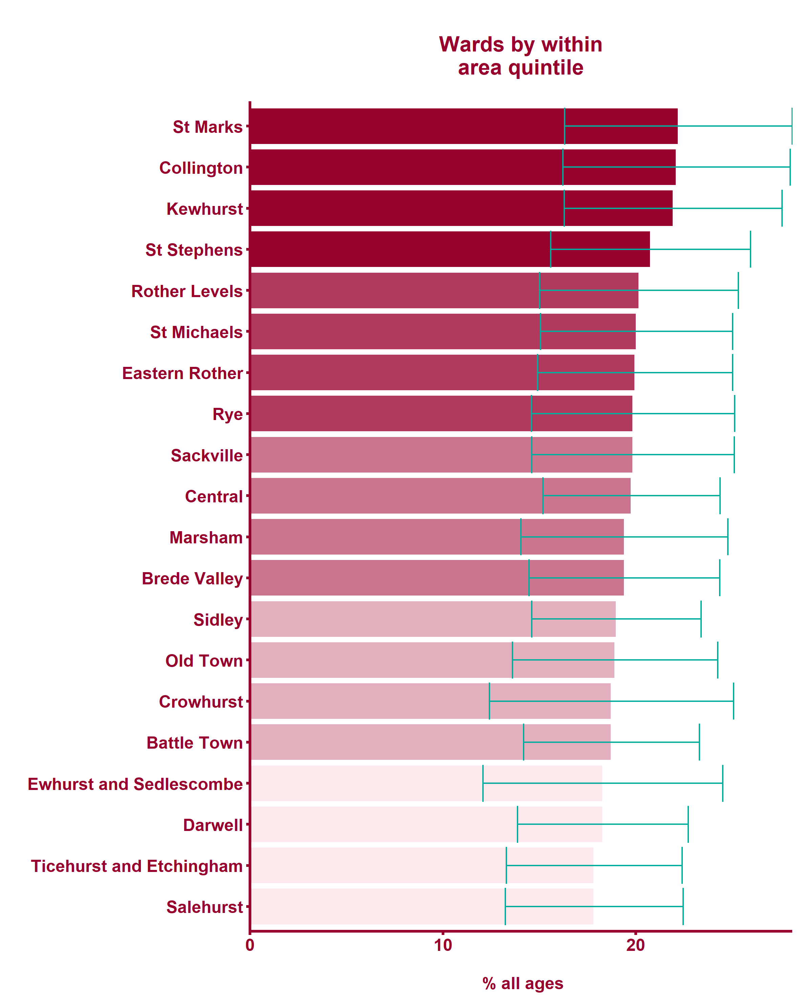 Wards by within
area quintile
St Marks
Collington
Kewhurst
St Stephens
Rother Levels
St Michaels
Eastern Rother
Rye
Sackville
Central
Marsham
Brede Valley
Sidley
Old Town
Crowhurst
Battle Town
Ewhurst and Sedlescombe
Darwell
Ticehurst and Etchingham
Salehurst
0 10 20
% all ages